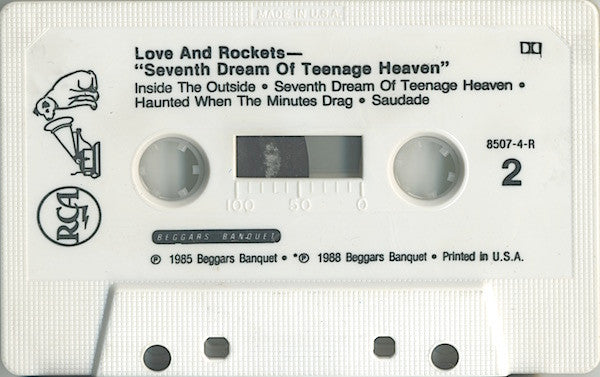 MADE IN U.S.A.
Love And Rockets—
“Seventh Dream Of Teenage Heaven”
Inside The Outside • Seventh Dream Of Teenage Heaven •
Haunted When The Minutes Drag • Saudade
8507-4-R
2
100 50 0
RCA
BEGGARS BANQUET
℗ 1985 Beggars Banquet • *℗ 1988 Beggars Banquet • Printed in U.S.A.